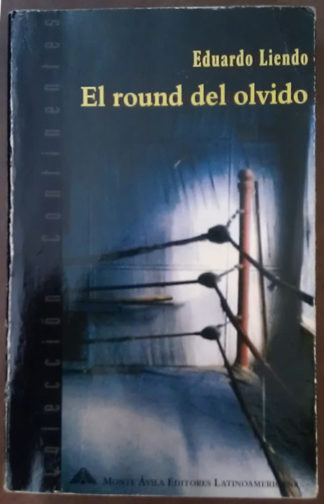 Eduardo Liendo
El round del olvido
colección continentes
MONTE ÁVILA EDITORES LATINOAMERICANA